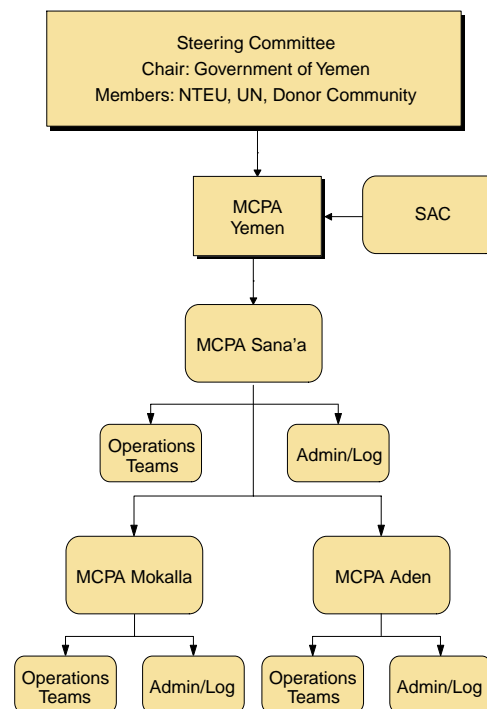 Steering Committee
Chair: Government of Yemen
Members: NTEU, UN, Donor Community
MCPA
Yemen
SAC
MCPA Sana’a
Operations
Teams
Admin/Log
MCPA Mokalla
MCPA Aden
Operations
Teams
Admin/Log
Operations
Teams
Admin/Log